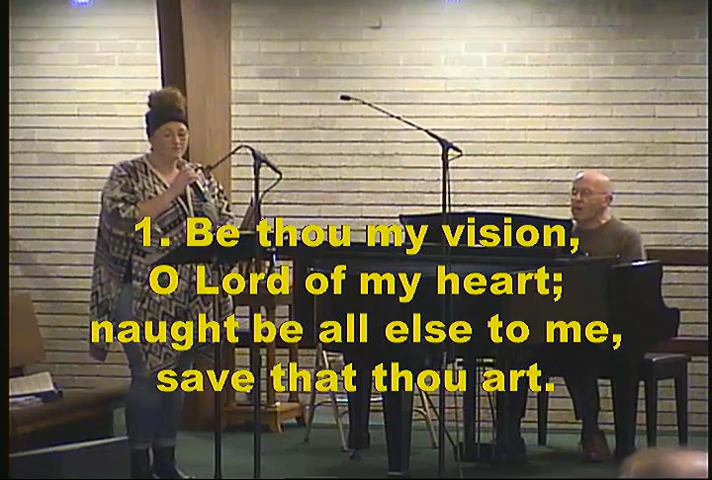 1. Be thou my vision,
O Lord of my heart;
naught be all else to me,
save that thou art.